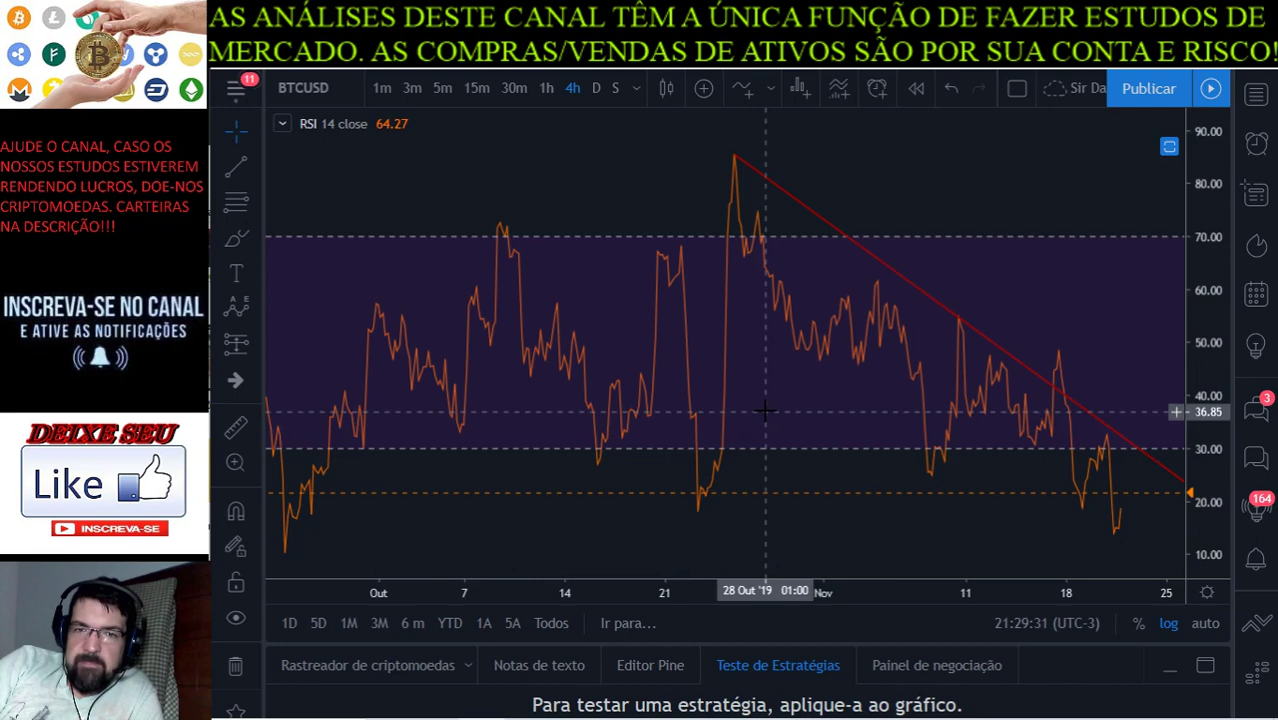 AS ANÁLISES DESTE CANAL TÊM A ÚNICA FUNÇÃO DE FAZER ESTUDOS DE
MERCADO. AS COMPRAS/VENDAS DE ATIVOS SÃO POR SUA CONTA E RISCO!
AJUDE O CANAL, CASO OS
NOSSOS ESTUDOS ESTIVEREM
RENDENDO LUCROS, DOE-NOS
CRIPTOMOEDAS. CARTEIRAS
NA DESCRIÇÃO!!!
INSCREVA-SE NO CANAL
E ATIVE AS NOTIFICAÇÕES
DEIXE SEU
Like
INSCREVA-SE
11
BTCUSD 1m 3m 5m 15m 30m 1h 4h D S Sir Da Publicar
RSI 14 close 64.27
90.00
80.00
70.00
60.00
50.00
40.00
36.85
30.00
20.00
10.00
Out 7 14 21 28 Out '19 01:00 Nov 11 18 25
1D 5D 1M 3M 6 m YTD 1A 5A Todos Ir para... 21:29:31 (UTC-3) % log auto
Rastreador de criptomoedas Notas de texto Editor Pine Teste de Estratégias Painel de negociação
Para testar uma estratégia, aplique-a ao gráfico.
T
A E
3
164